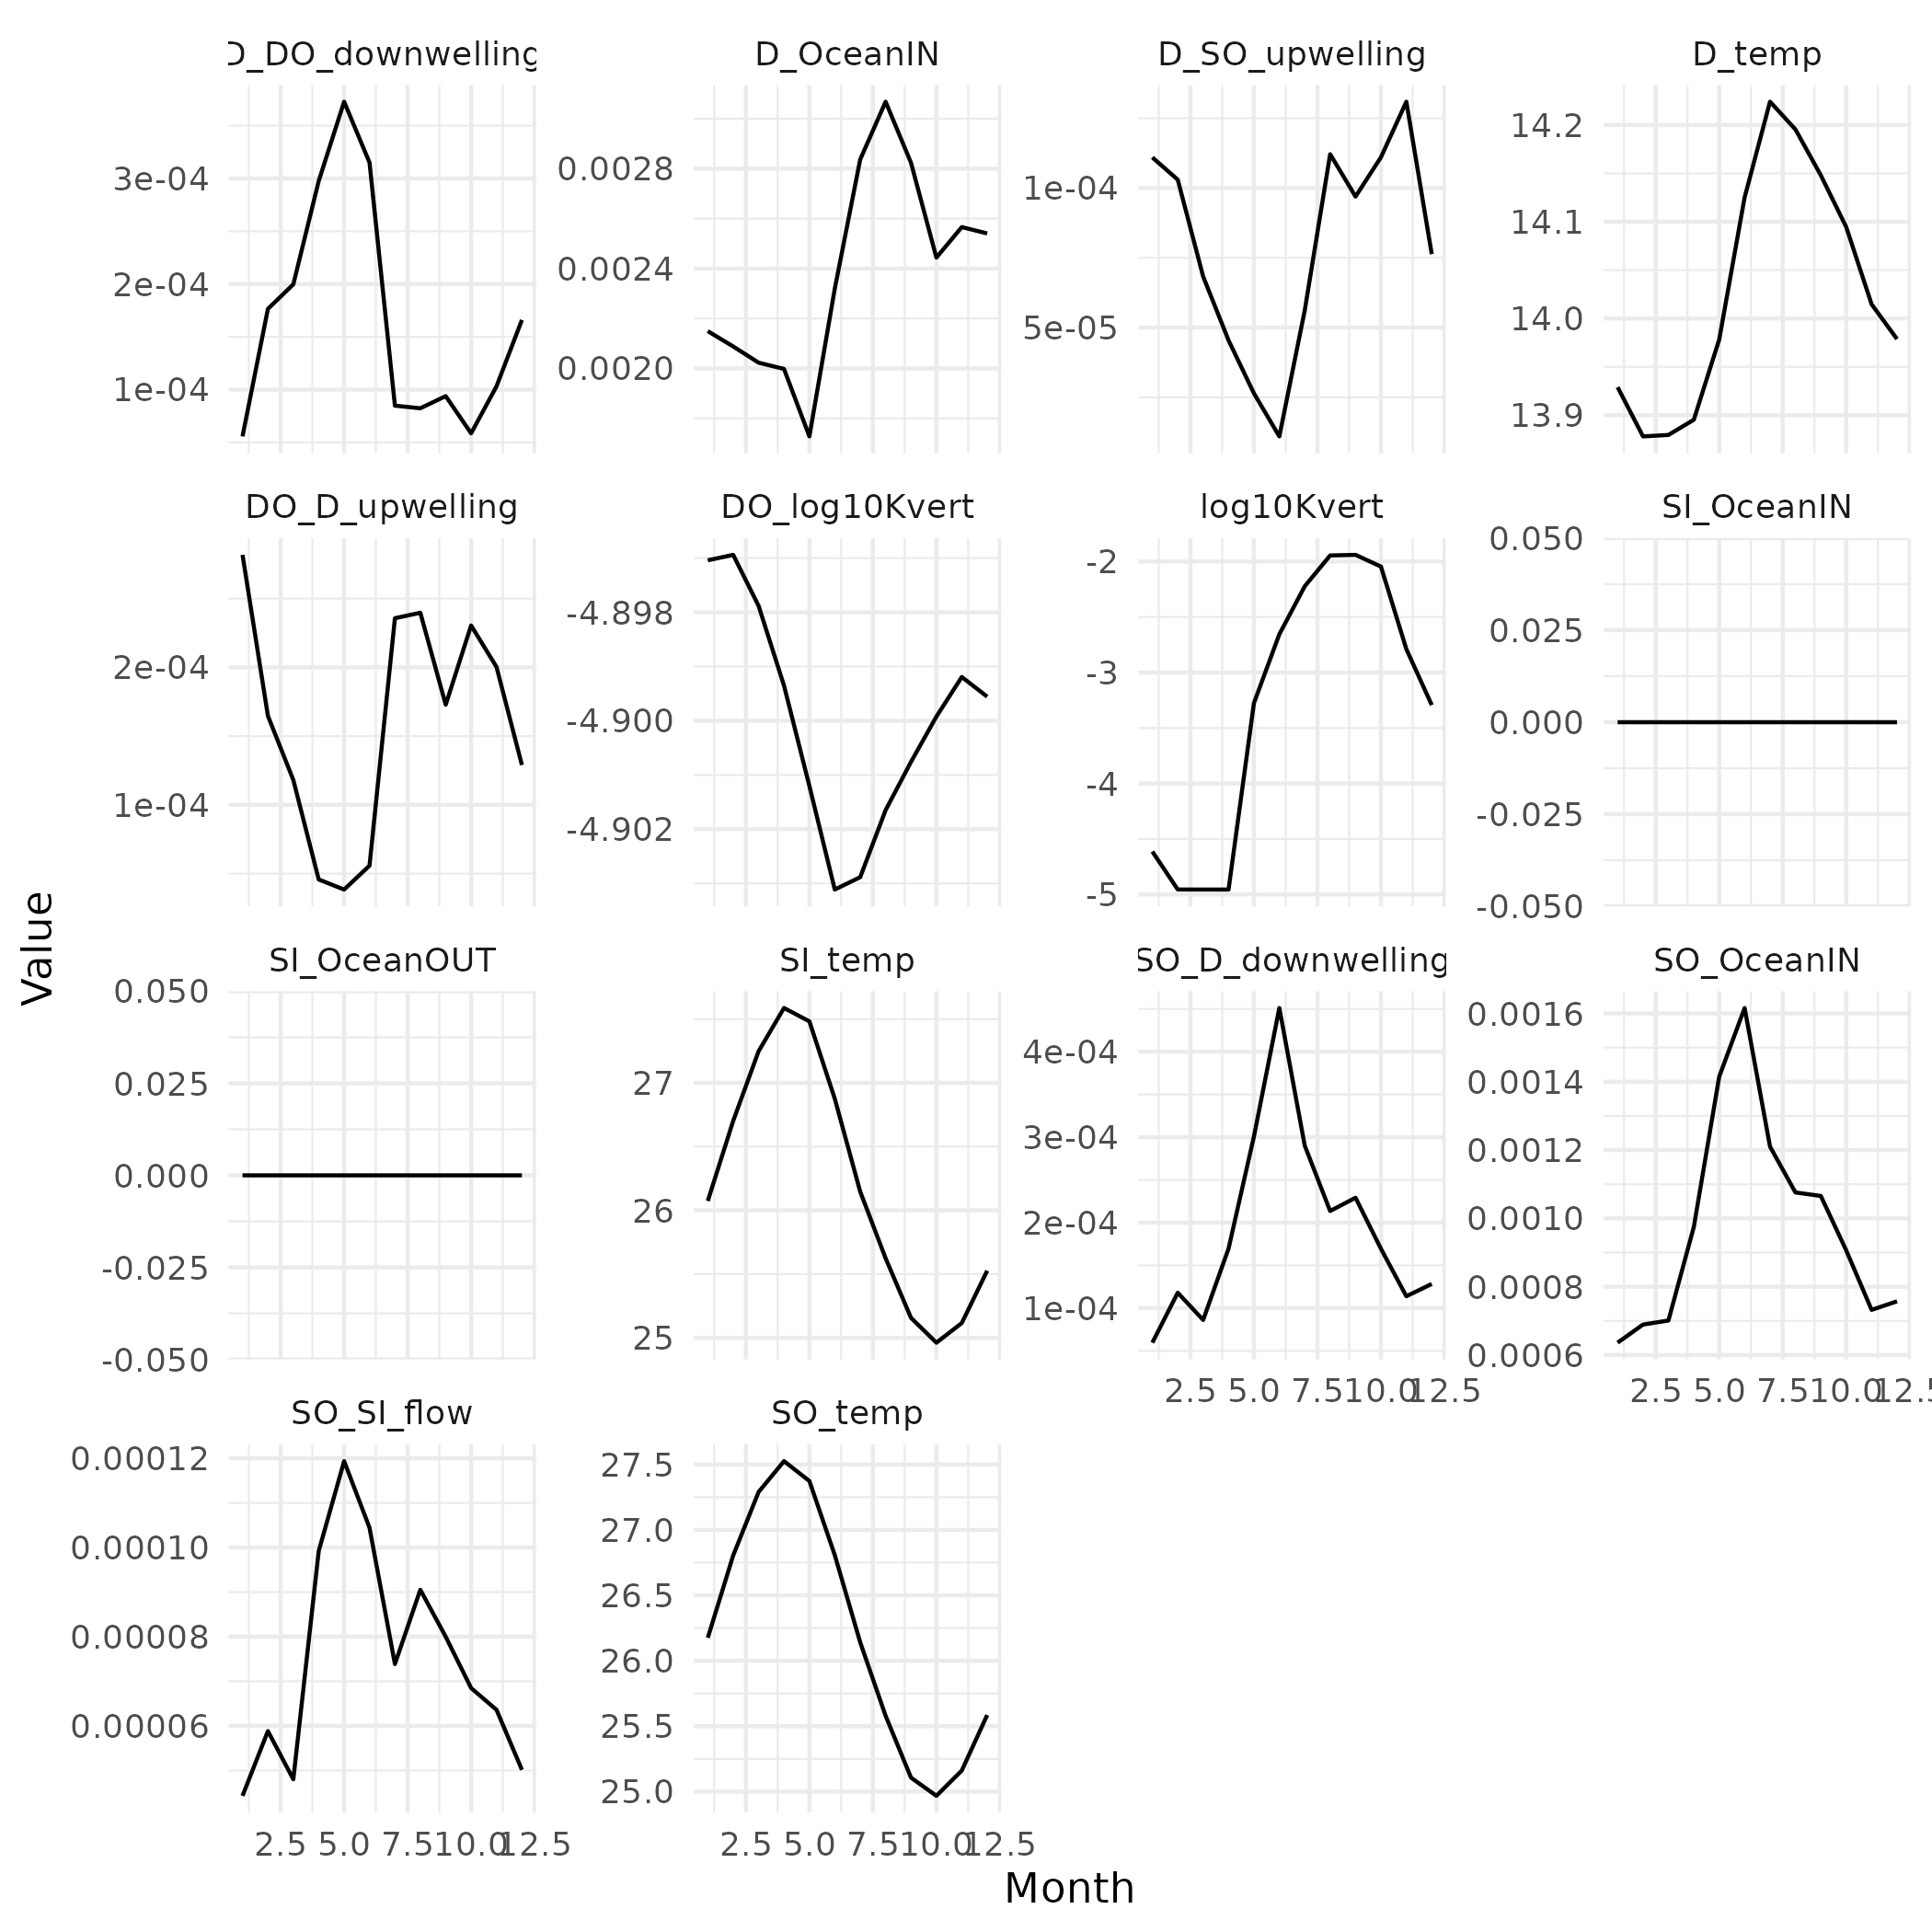 D_DO_downwelling
D_OceanIN
D_SO_upwelling
D_temp
3e-04
2e-04
1e-04
0.0028
0.0024
0.0020
1e-04
5e-05
14.2
14.1
14.0
13.9
DO_D_upwelling
DO_log10Kvert
log10Kvert
SI_OceanIN
2e-04
1e-04
-4.898
-4.900
-4.902
-2
-3
-4
-5
0.050
0.025
0.000
-0.025
-0.050
Value
SI_OceanOUT
SI_temp
SO_D_downwelling
SO_OceanIN
0.050
0.025
0.000
-0.025
-0.050
27
26
25
4e-04
3e-04
2e-04
1e-04
0.0016
0.0014
0.0012
0.0010
0.0008
0.0006
2.5 5.0 7.5 10.0 12.5
2.5 5.0 7.5 10.0 12.5
SO_SI_flow
SO_temp
0.00012
0.00010
0.00008
0.00006
27.5
27.0
26.5
26.0
25.5
25.0
2.5 5.0 7.5 10.0 12.5
2.5 5.0 7.5 10.0 12.5
Month